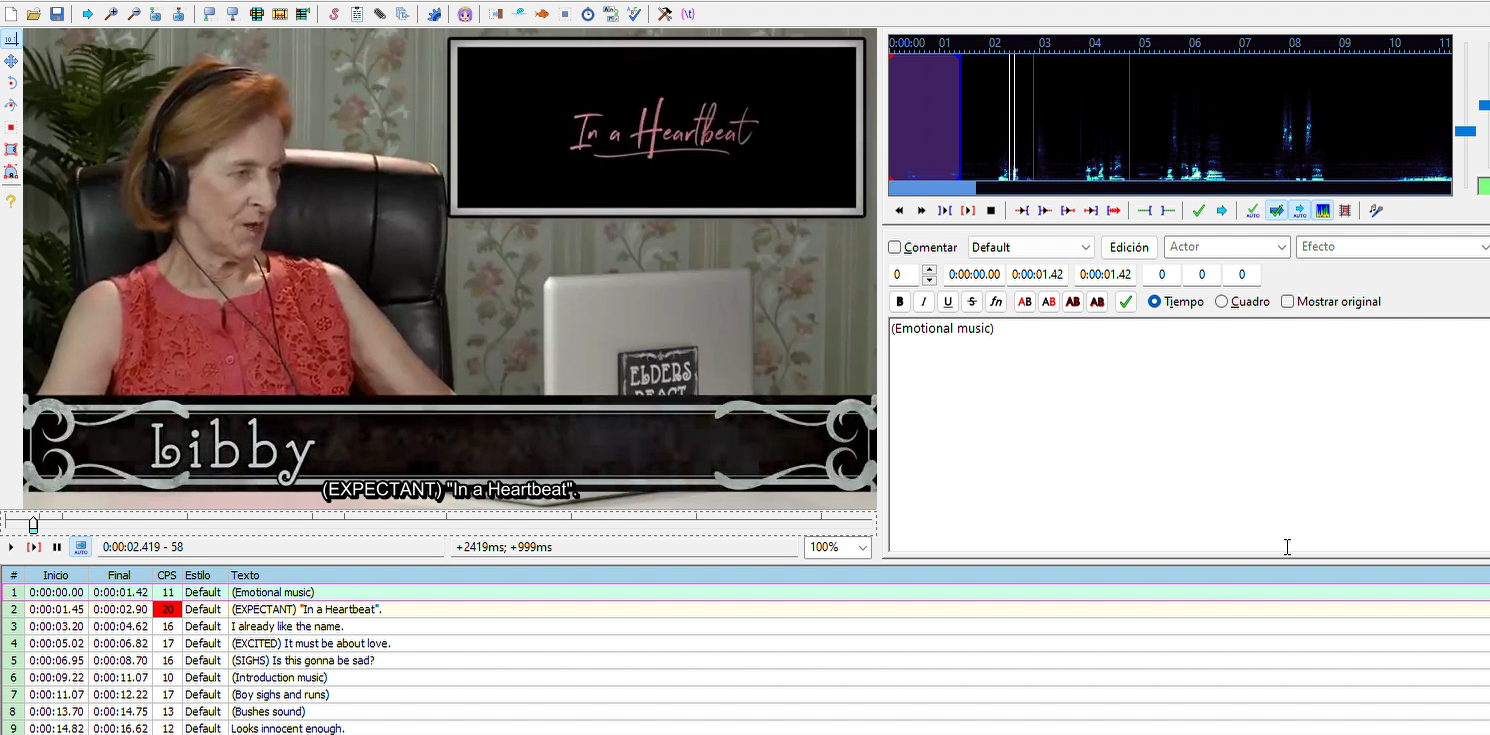 In a Heartbeat
ELDERS
REACT
Libby
(EXPECTANT) "In a Heartbeat".
0:00:00 01 02 03 04 05 06 07 08 09 10 11
Comentar Default Edición Actor Efecto
0 0:00:00.00 0:00:01.42 0:00:01.42 0 0 0
B I U S fn AB AB AB AB Tiempo Cuadro Mostrar original
(Emotional music)
AUTO 0:00:02.419 - 58 +2419ms; +999ms 100%
# Inicio Final CPS Estilo Texto
1 0:00:00.00 0:00:01.42 11 Default (Emotional music)
2 0:00:01.45 0:00:02.90 20 Default (EXPECTANT) "In a Heartbeat".
3 0:00:03.20 0:00:04.62 16 Default I already like the name.
4 0:00:05.02 0:00:06.82 17 Default (EXCITED) It must be about love.
5 0:00:06.95 0:00:08.70 16 Default (SIGHS) Is this gonna be sad?
6 0:00:09.22 0:00:11.07 10 Default (Introduction music)
7 0:00:11.07 0:00:12.22 17 Default (Boy sighs and runs)
8 0:00:13.70 0:00:14.75 13 Default (Bushes sound)
9 0:00:14.82 0:00:16.62 12 Default Looks innocent enough.